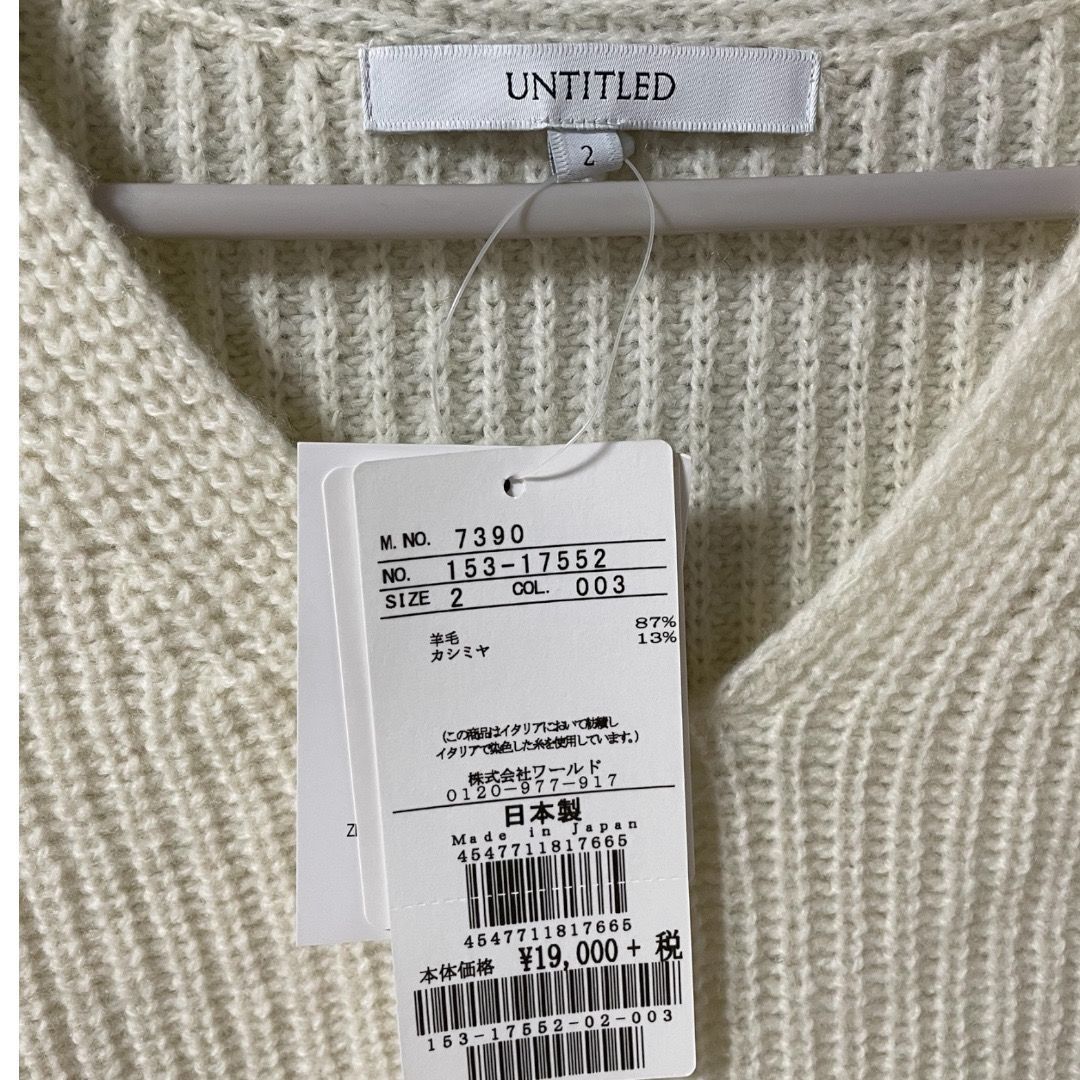 UNTITLED
2
M. NO. 7390
NO. 153-17552
SIZE 2 COL. 003
羊毛 87%
カシミヤ 13%
(この商品はイタリアにおいて紡績し
イタリアで染色した糸を使用しています。)
株式会社ワールド
0120-977-917
日本製
Made in Japan
4547711817665
4547711817665
本体価格 ¥19,000 + 税
153-17552-02-003